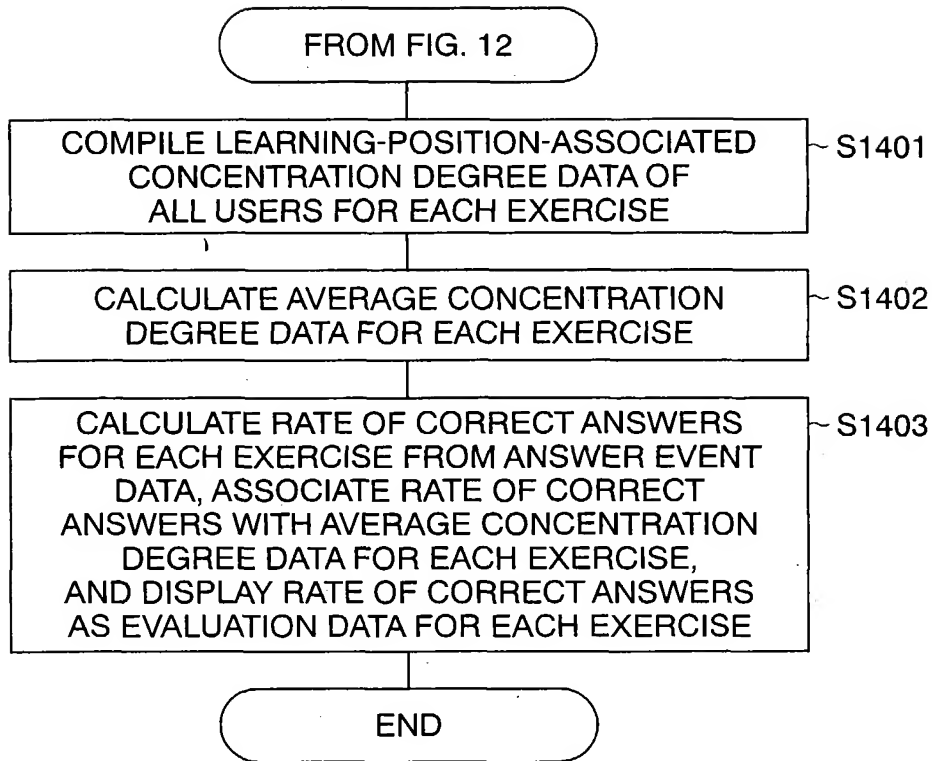 FROM FIG. 12
COMPILE LEARNING-POSITION-ASSOCIATED
CONCENTRATION DEGREE DATA OF
ALL USERS FOR EACH EXERCISE
~ S1401
CALCULATE AVERAGE CONCENTRATION
DEGREE DATA FOR EACH EXERCISE
~ S1402
CALCULATE RATE OF CORRECT ANSWERS
FOR EACH EXERCISE FROM ANSWER EVENT
DATA, ASSOCIATE RATE OF CORRECT
ANSWERS WITH AVERAGE CONCENTRATION
DEGREE DATA FOR EACH EXERCISE,
AND DISPLAY RATE OF CORRECT ANSWERS
AS EVALUATION DATA FOR EACH EXERCISE
~ S1403
END